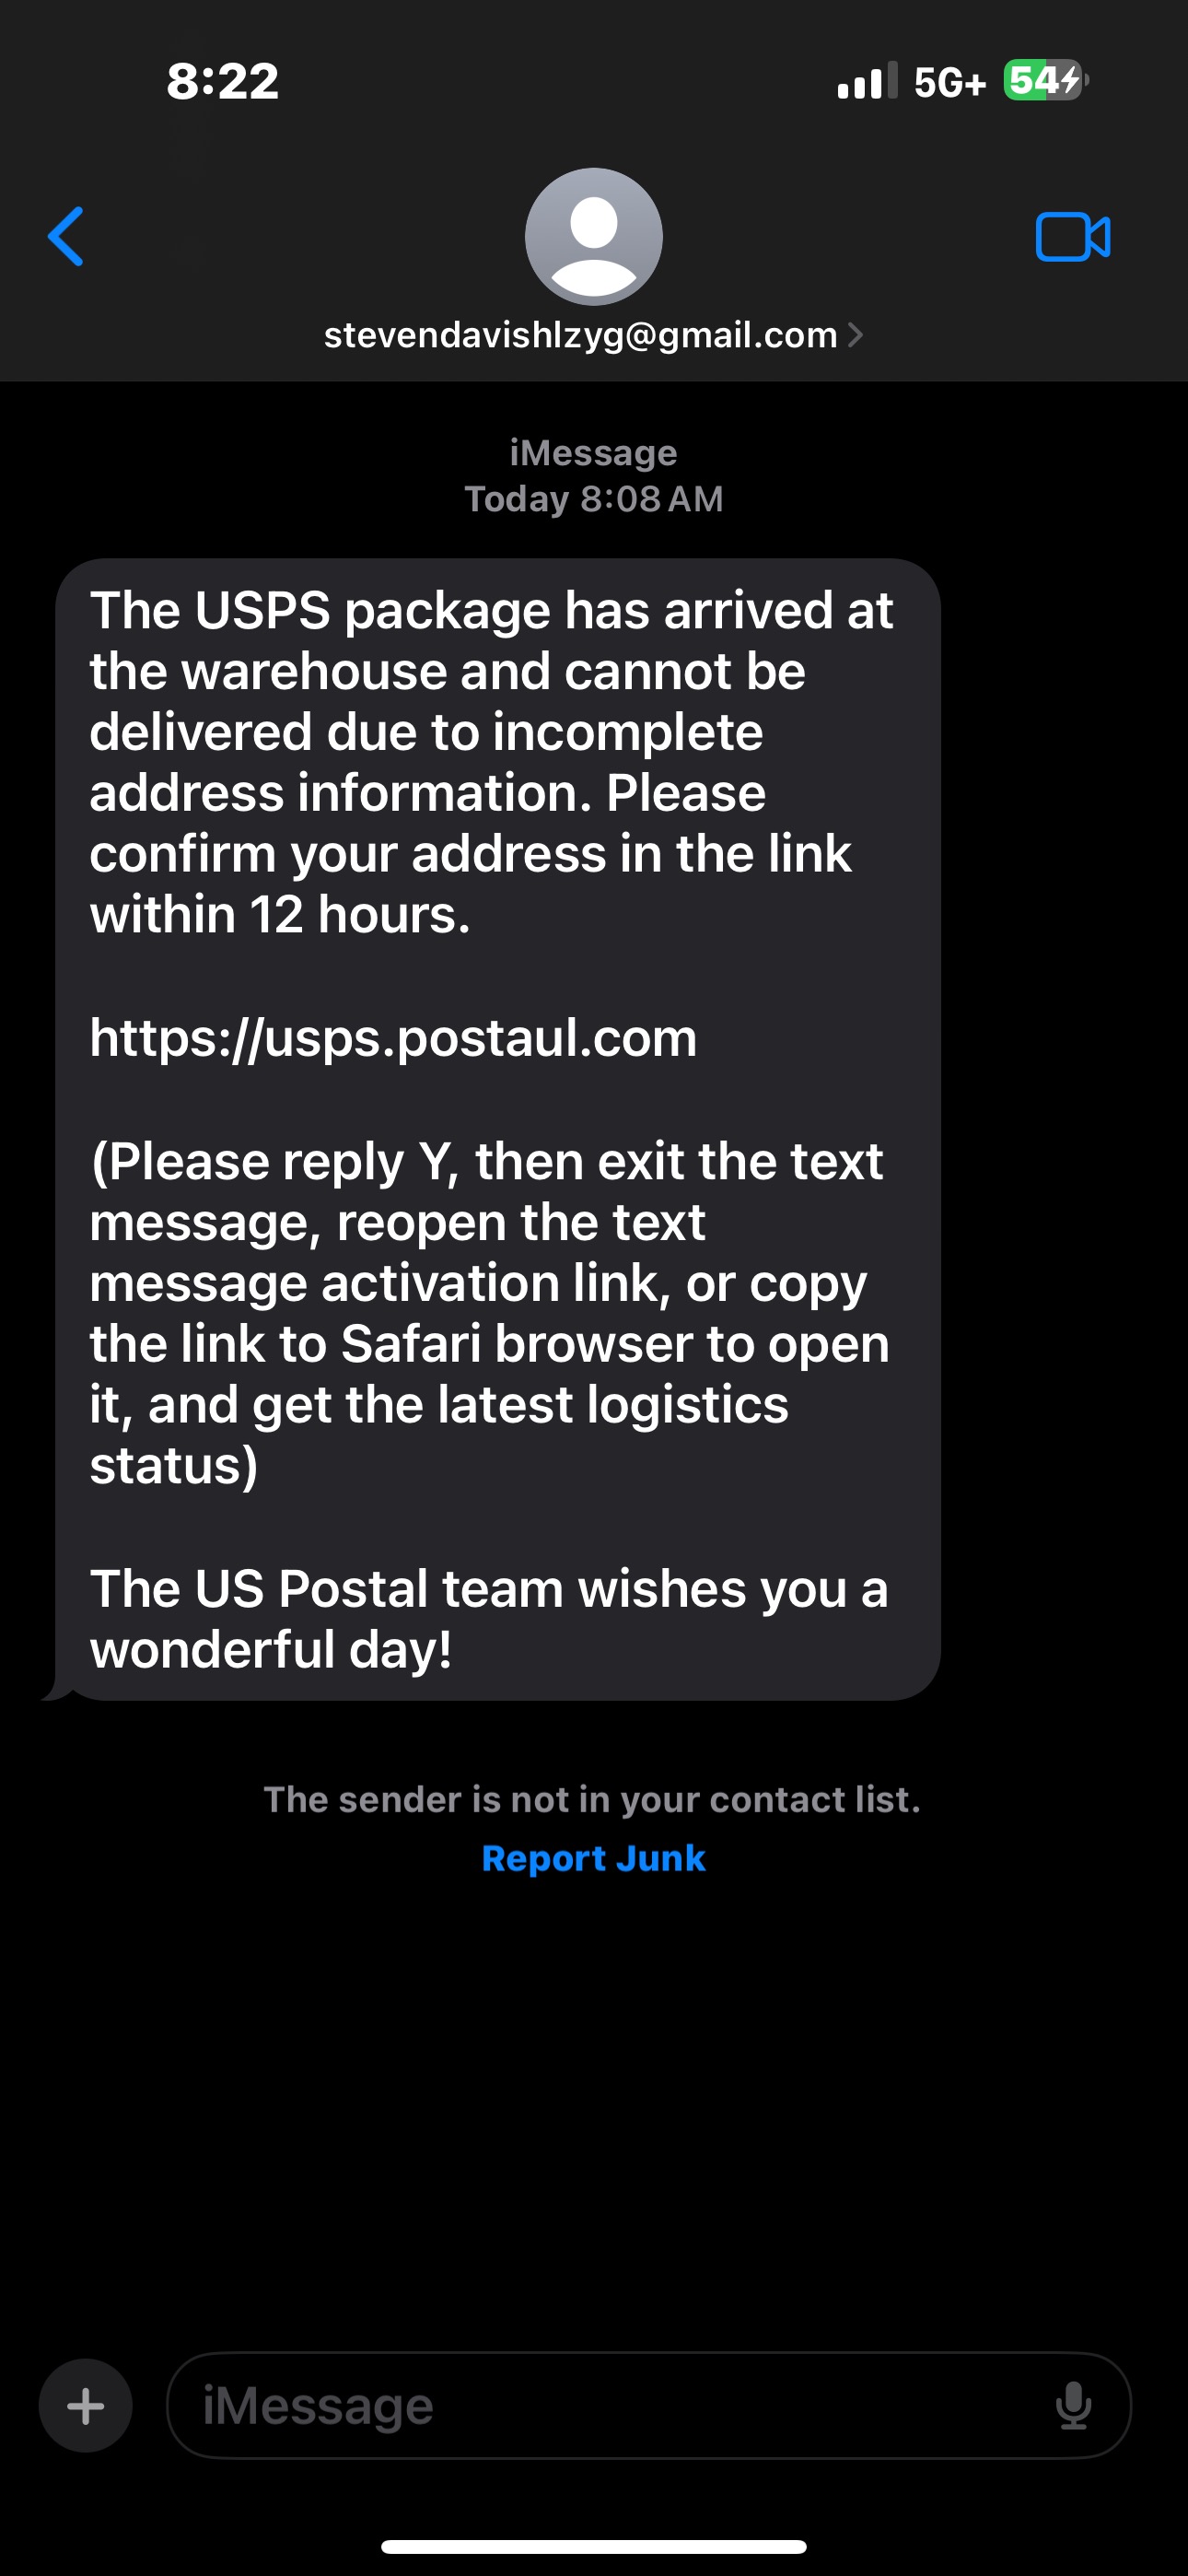 8:22
5G+
54
stevendavishlzyg@gmail.com
iMessage
Today 8:08 AM
The USPS package has arrived at
the warehouse and cannot be
delivered due to incomplete
address information. Please
confirm your address in the link
within 12 hours.
https://usps.postaul.com
(Please reply Y, then exit the text
message, reopen the text
message activation link, or copy
the link to Safari browser to open
it, and get the latest logistics
status)
The US Postal team wishes you a
wonderful day!
The sender is not in your contact list.
Report Junk
iMessage